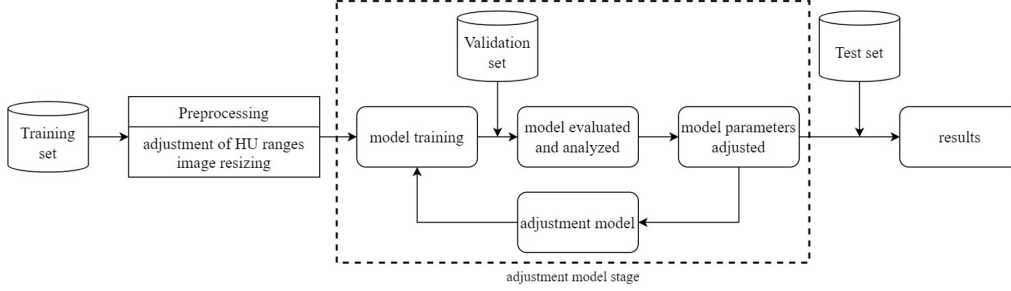 Training
set
Preprocessing
adjustment of HU ranges
image resizing
Validation
set
model training
model evaluated
and analyzed
model parameters
adjusted
adjustment model
adjustment model stage
Test set
results